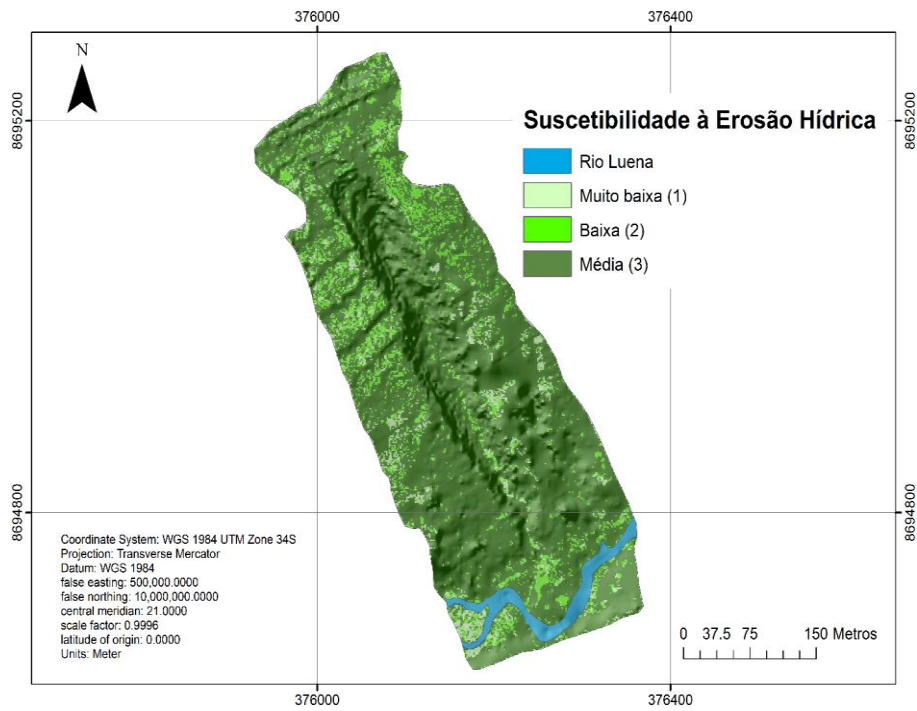 376000 376400
N
8695200 8695200
Suscetibilidade à Erosão Hídrica
Rio Luena
Muito baixa (1)
Baixa (2)
Média (3)
8694800 8694800
Coordinate System: WGS 1984 UTM Zone 34S
Projection: Transverse Mercator
Datum: WGS 1984
false easting: 500,000.0000
false northing: 10,000,000.0000
central meridian: 21.0000
scale factor: 0.9996
latitude of origin: 0.0000
Units: Meter
0 37.5 75 150 Metros
376000 376400